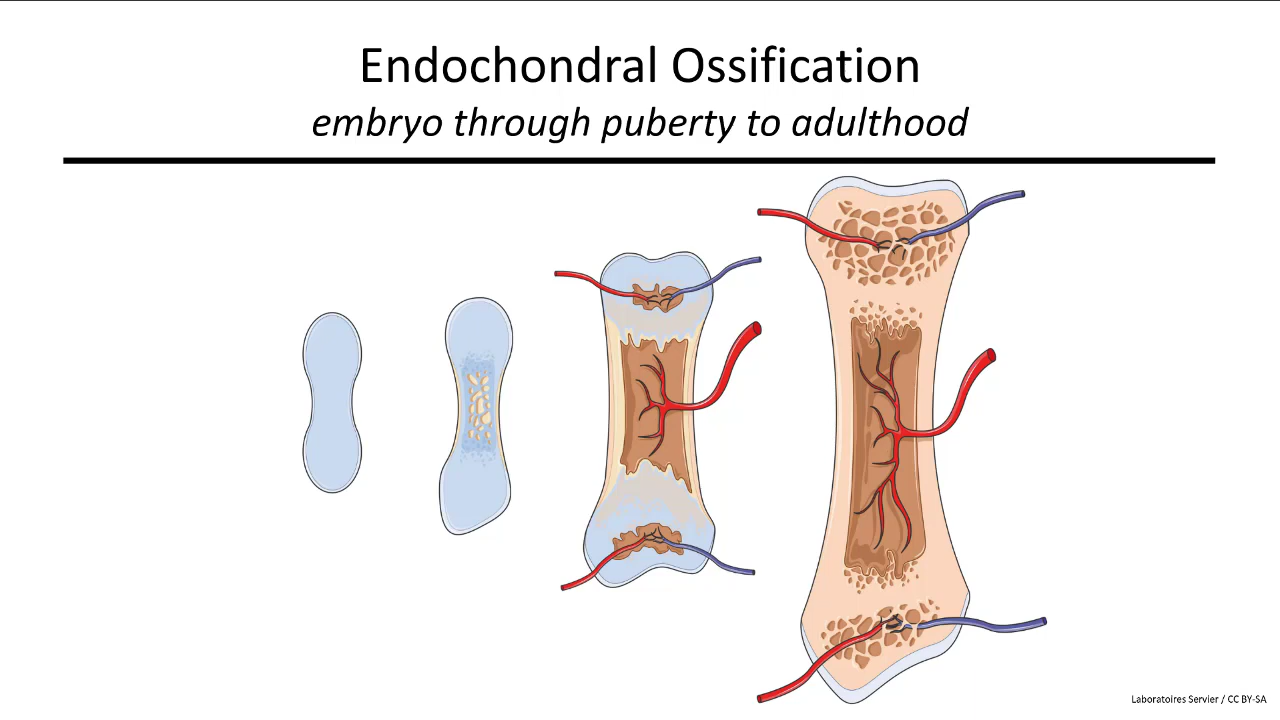 Endochondral Ossification
embryo through puberty to adulthood
Laboratoires Servier / CC BY-SA